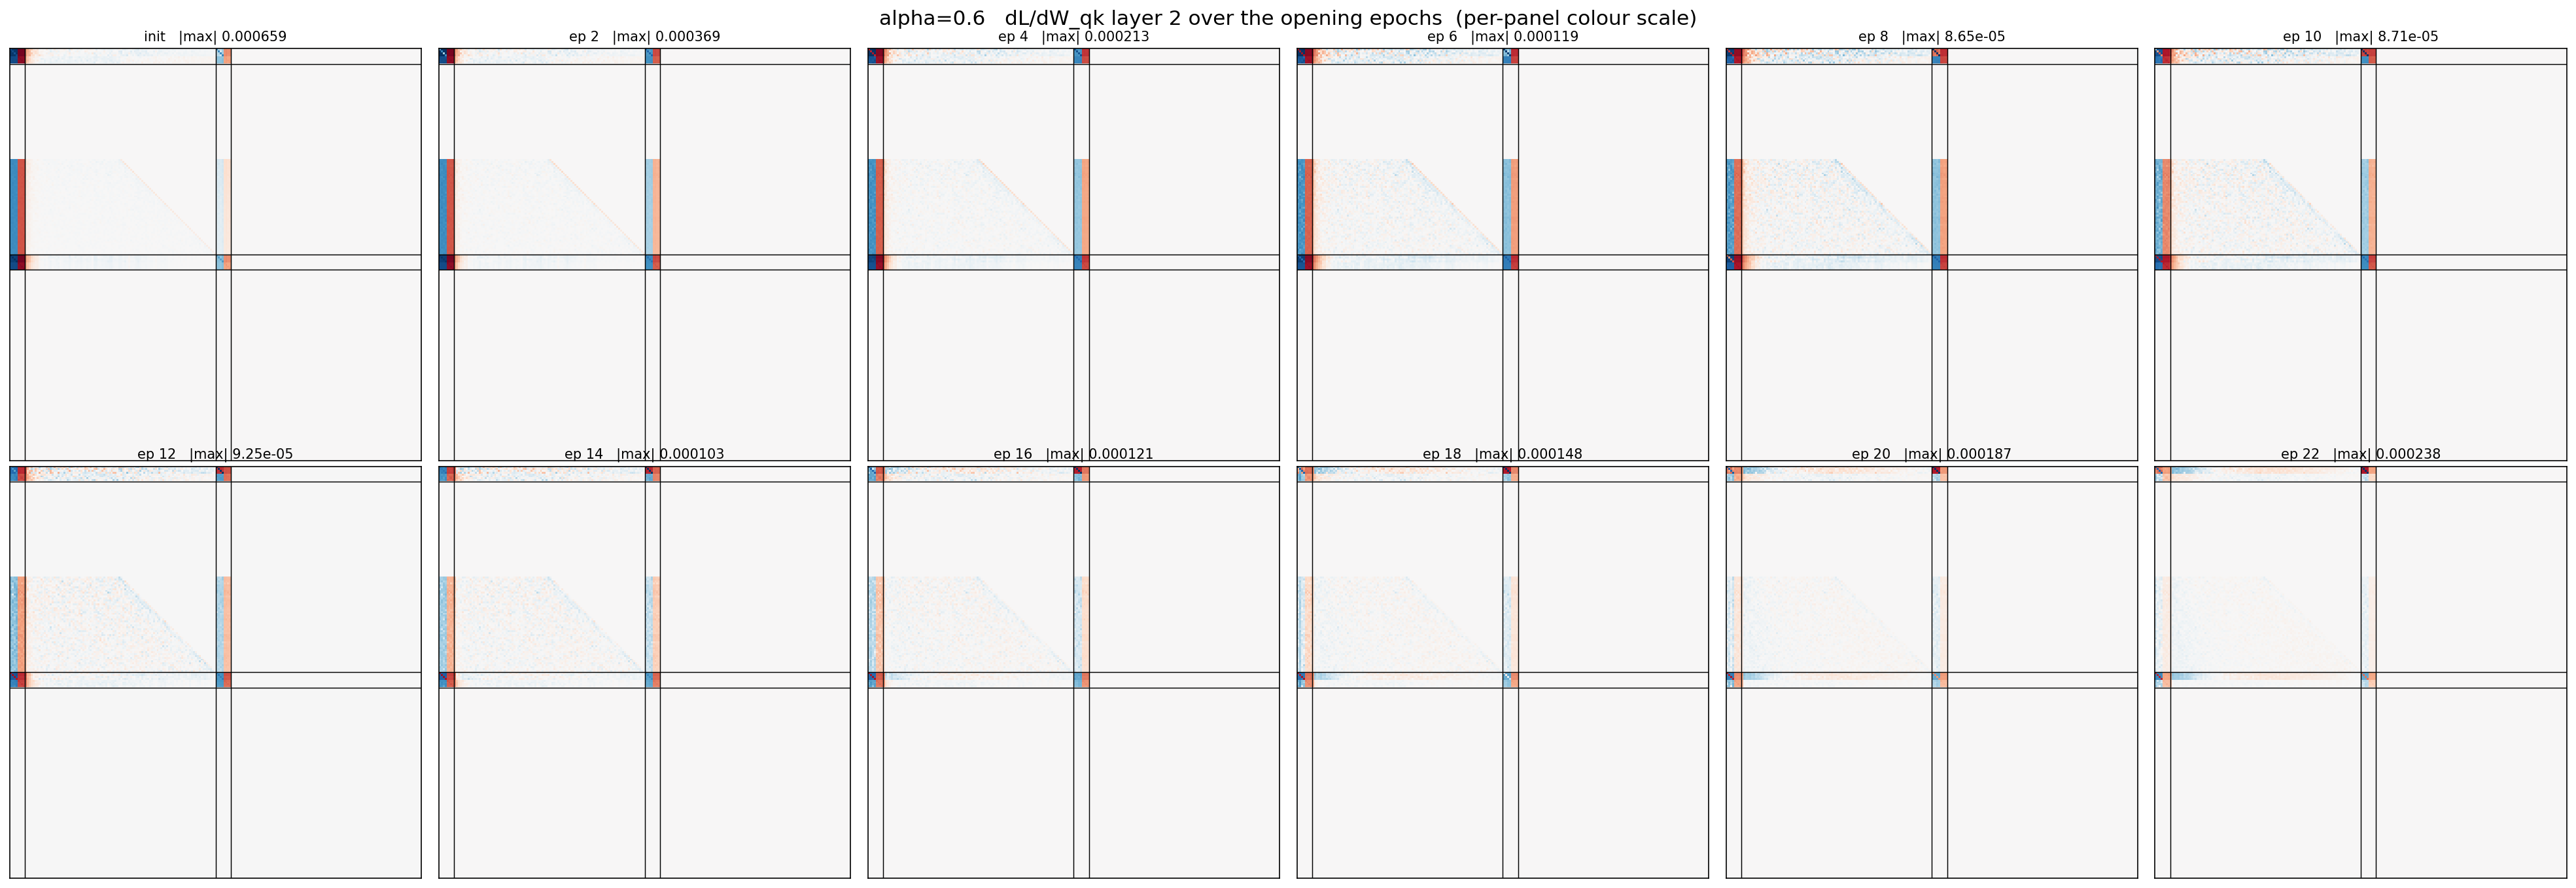 alpha=0.6   dL/dW_qk layer 2 over the opening epochs  (per-panel colour scale)
init   |max| 0.000659
ep 2   |max| 0.000369
ep 4   |max| 0.000213
ep 6   |max| 0.000119
ep 8   |max| 8.65e-05
ep 10   |max| 8.71e-05
ep 12   |max| 9.25e-05
ep 14   |max| 0.000103
ep 16   |max| 0.000121
ep 18   |max| 0.000148
ep 20   |max| 0.000187
ep 22   |max| 0.000238